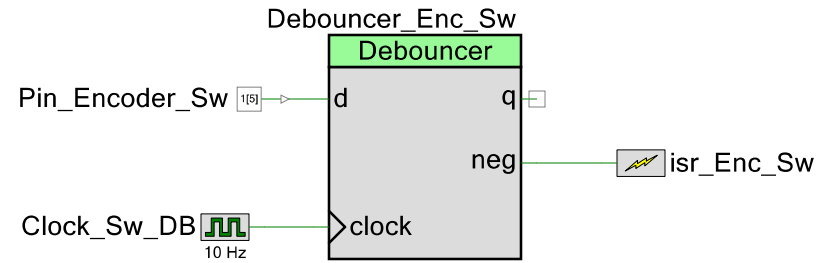 Debouncer_Enc_Sw
Debouncer
Pin_Encoder_Sw 1[5] d q
neg isr_Enc_Sw
Clock_Sw_DB clock
10 Hz